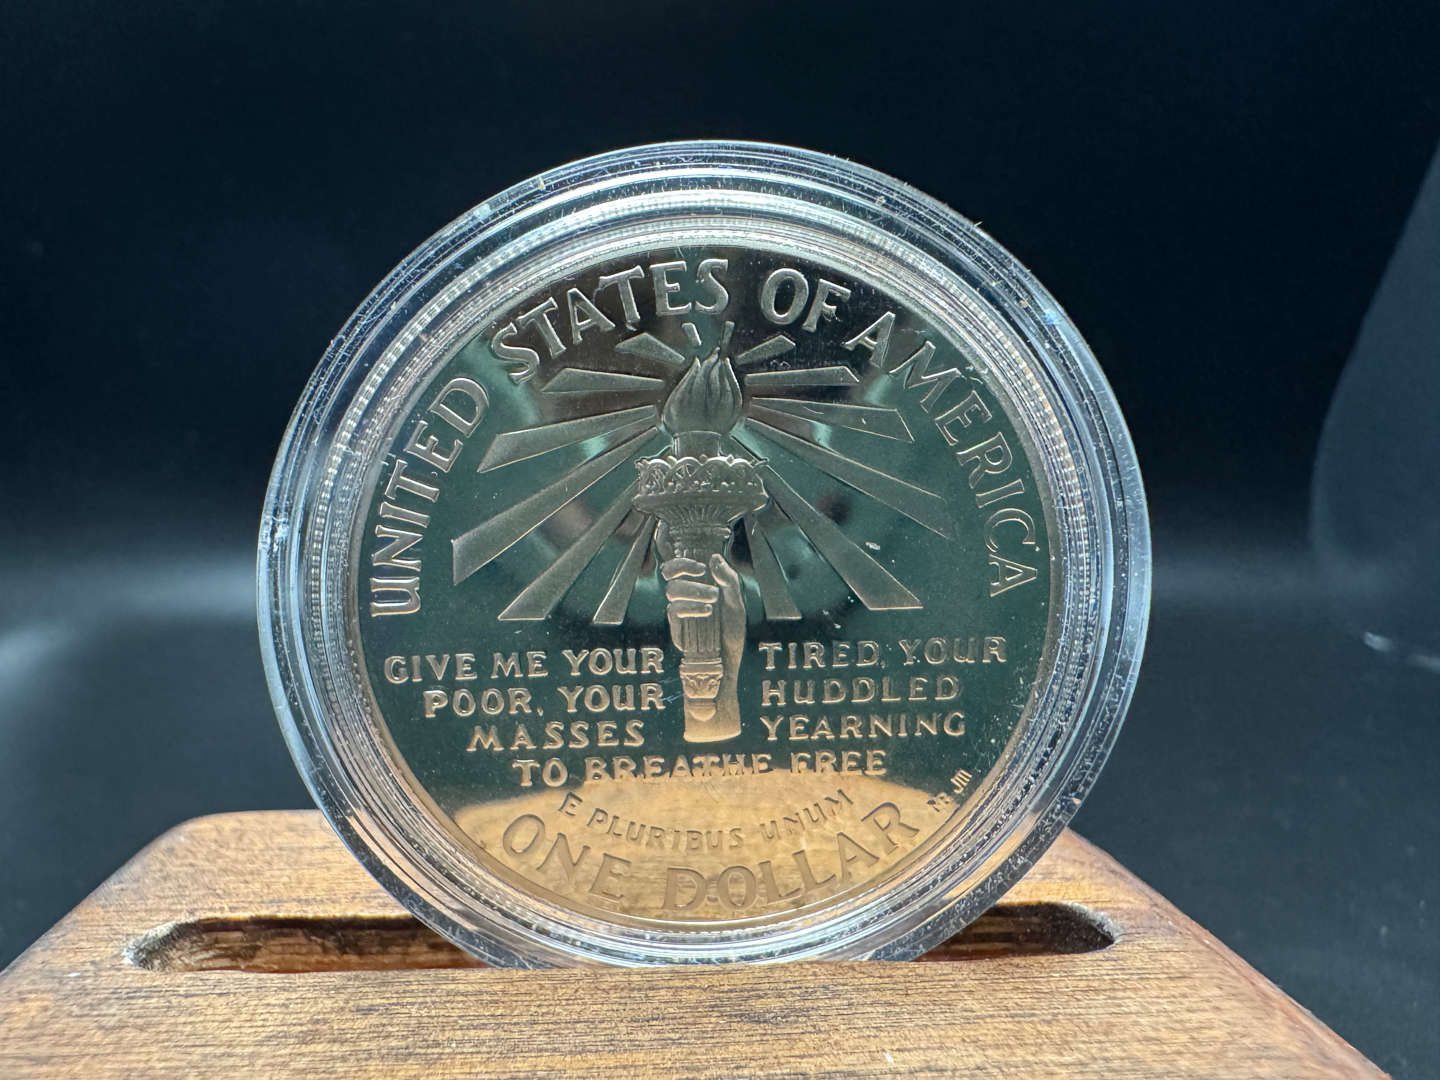 UNITED STATES OF AMERICA
GIVE ME YOUR TIRED, YOUR
POOR, YOUR HUDDLED
MASSES YEARNING
TO BREATHE FREE
E PLURIBUS UNUM
ONE DOLLAR